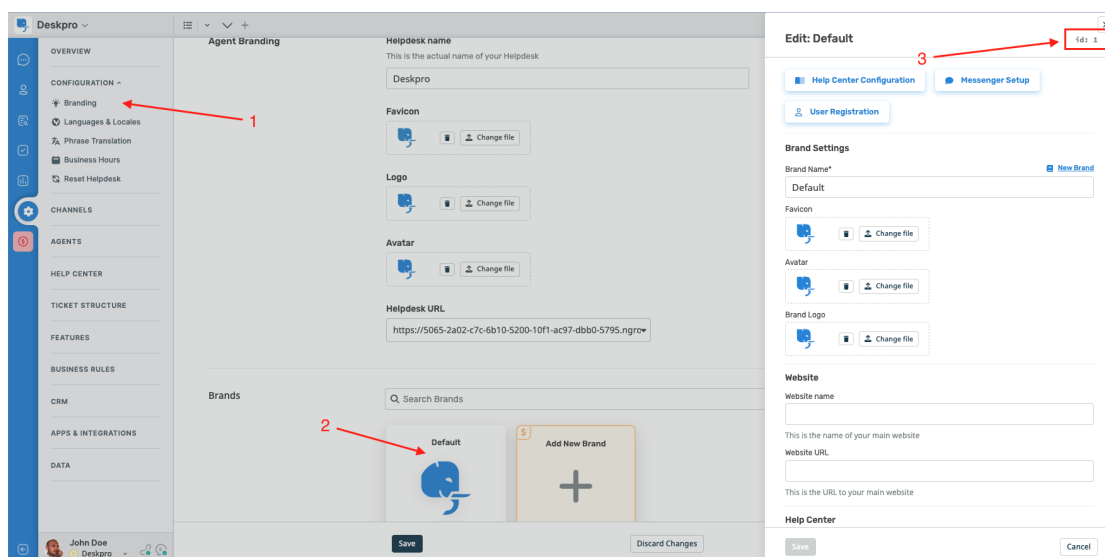 Deskpro
OVERVIEW
CONFIGURATION
Branding
Languages & Locales
Phrase Translation
Business Hours
Reset Helpdesk
CHANNELS
AGENTS
HELP CENTER
TICKET STRUCTURE
FEATURES
BUSINESS RULES
CRM
APPS & INTEGRATIONS
DATA
John Doe
Deskpro
1
Agent Branding
Helpdesk name
This is the actual name of your Helpdesk
Deskpro
Favicon
Change file
Logo
Change file
Avatar
Change file
Helpdesk URL
https://5065-2a02-c7c-6b10-5200-10f1-ac97-dbb0-5795.ngrc
Brands
Search Brands
2
Default
$
Add New Brand
Save
Discard Changes
Edit: Default
3
id: 1
Help Center Configuration
Messenger Setup
User Registration
Brand Settings
Brand Name*
New Brand
Default
Favicon
Change file
Avatar
Change file
Brand Logo
Change file
Website
Website name
This is the name of your main website
Website URL
This is the URL to your main website
Help Center
Save
Cancel